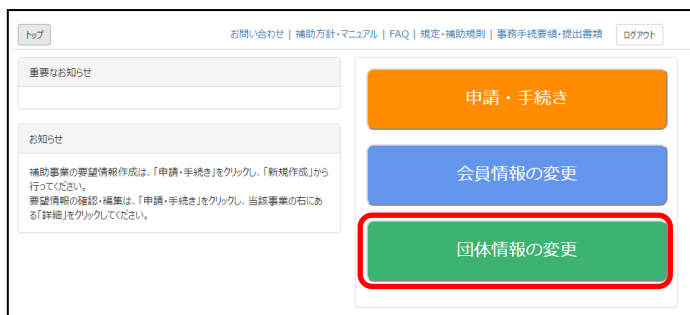 トップ
お問い合わせ | 補助方針・マニュアル | FAQ | 規定・補助規則 | 事務手続要領・提出書類
ログアウト
重要なお知らせ
お知らせ
補助事業の要望情報作成は、「申請・手続き」をクリックし、「新規作成」から
行ってください。
要望情報の確認・編集は、「申請・手続き」をクリックし、当該事業の右にあ
る「詳細」をクリックしてください。
申請・手続き
会員情報の変更
団体情報の変更